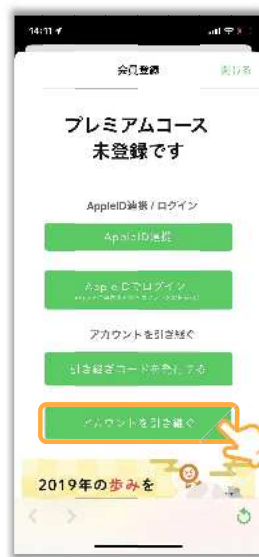 14:11
会員登録
閉じる
プレミアムコース
未登録です
AppleID連携 / ログイン
AppleID連携
AppleIDでログイン
アカウントを引き継ぐ
引き継ぎコードを発行する
アカウントを引き継ぐ
2019年の歩みを